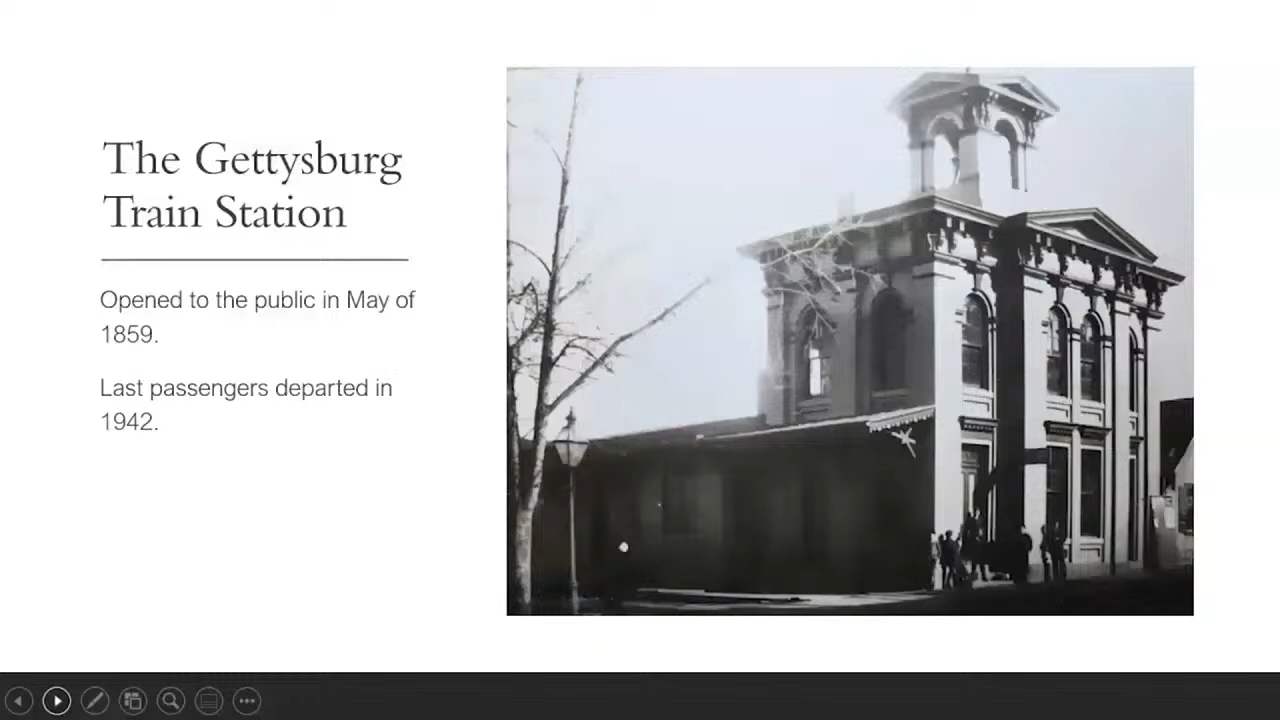 The Gettysburg
Train Station
Opened to the public in May of
1859.
Last passengers departed in
1942.